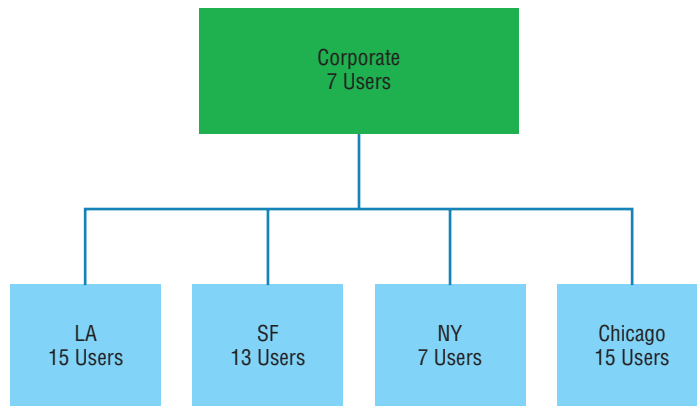 Corporate
7 Users
LA
15 Users
SF
13 Users
NY
7 Users
Chicago
15 Users